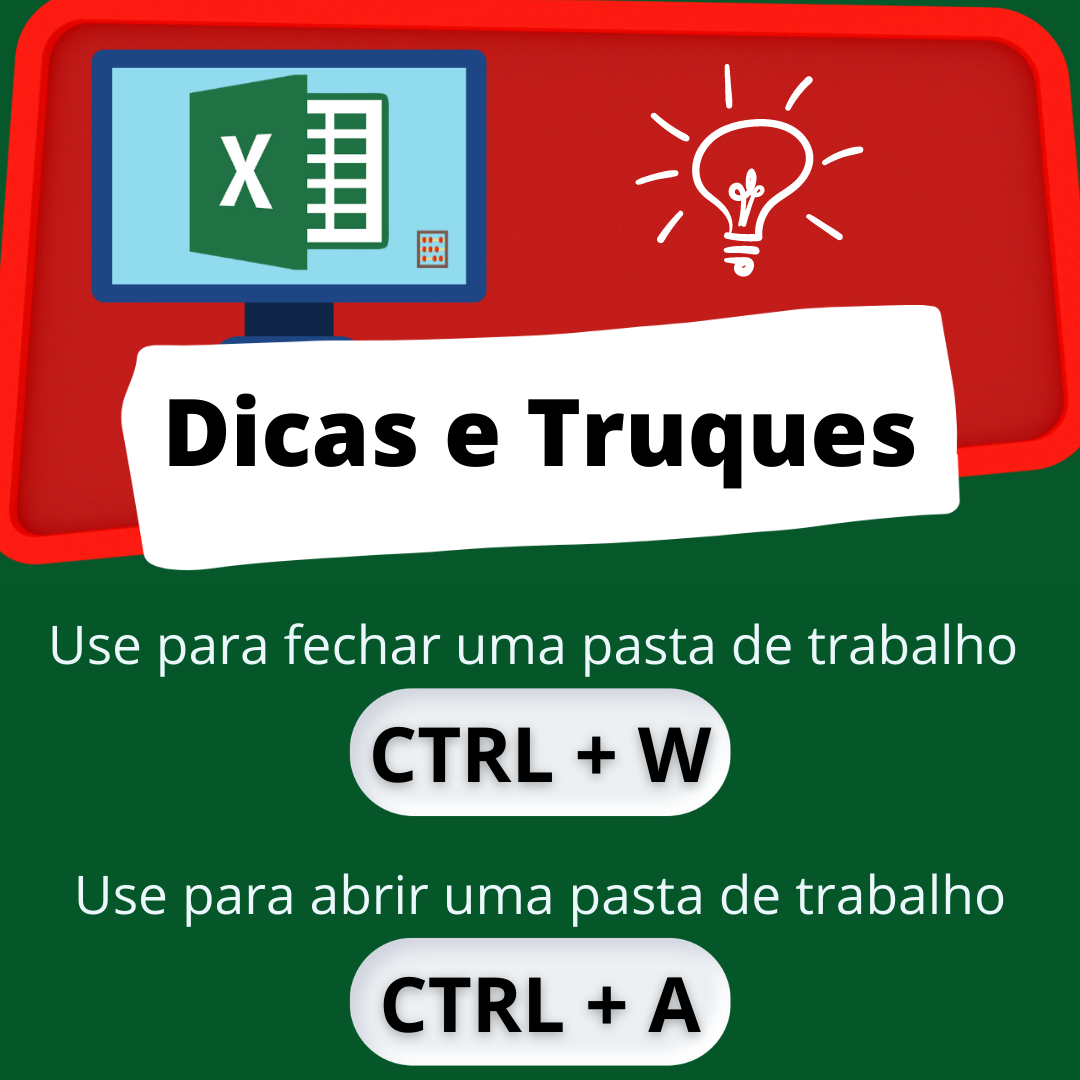 X
Dicas e Truques
Use para fechar uma pasta de trabalho
CTRL + W
Use para abrir uma pasta de trabalho
CTRL + A